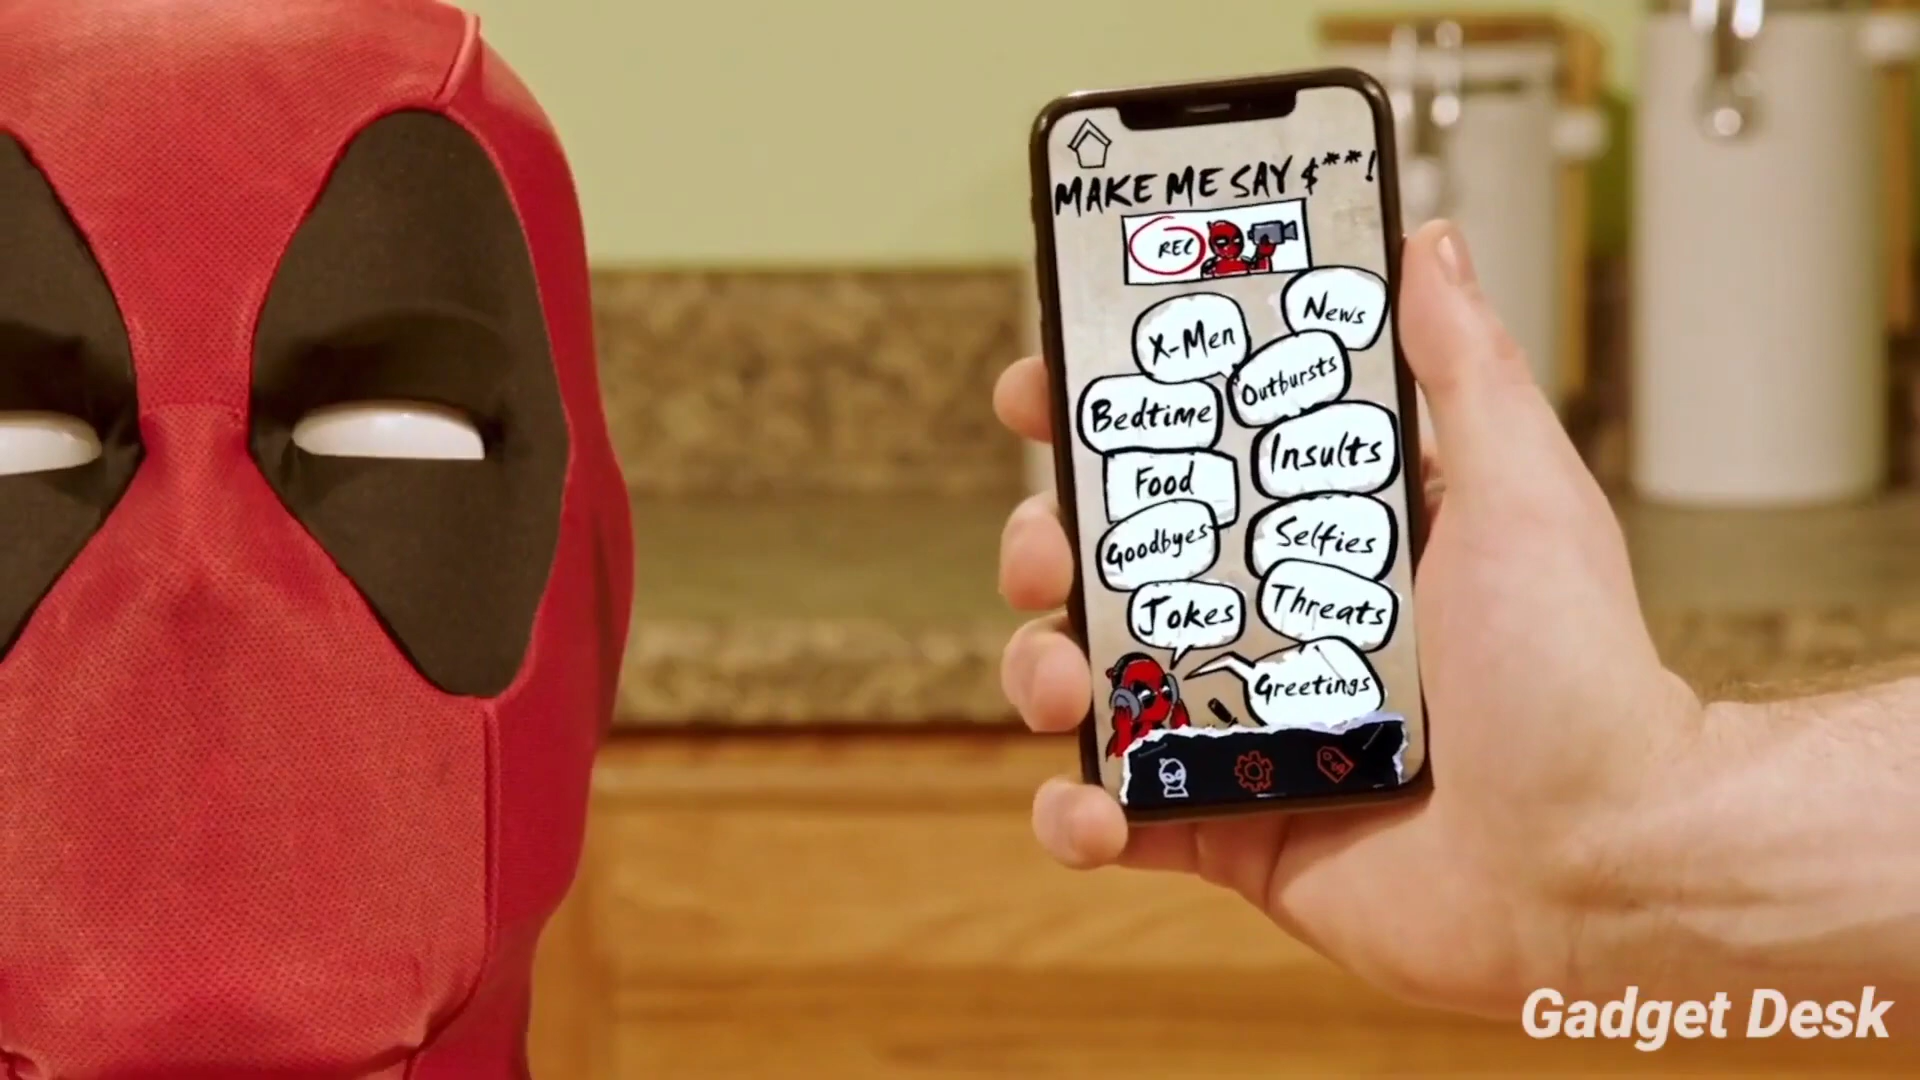 MAKE ME SAY $**!
REC
News
X-Men
Outbursts
Bedtime
Insults
Food
Selfies
Goodbyes
Threats
Jokes
Greetings
Gadget Desk